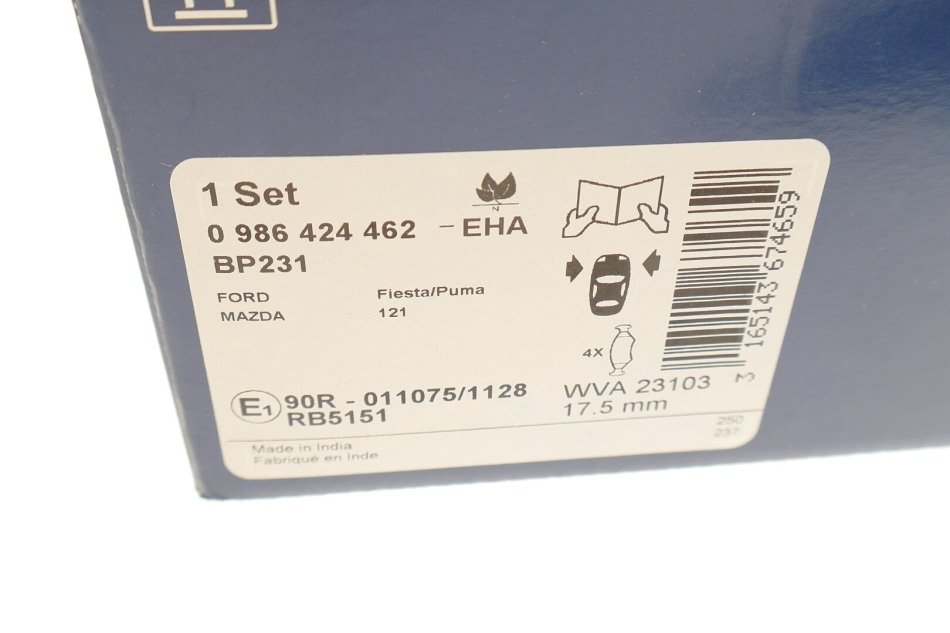 1 Set
N
0 986 424 462 - EHA
BP231
FORD Fiesta/Puma
MAZDA 121
4X
3 165143 674659
E1 90R - 011075/1128
RB5151
WVA 23103
17.5 mm
250
237
Made in India
Fabriqué en Inde